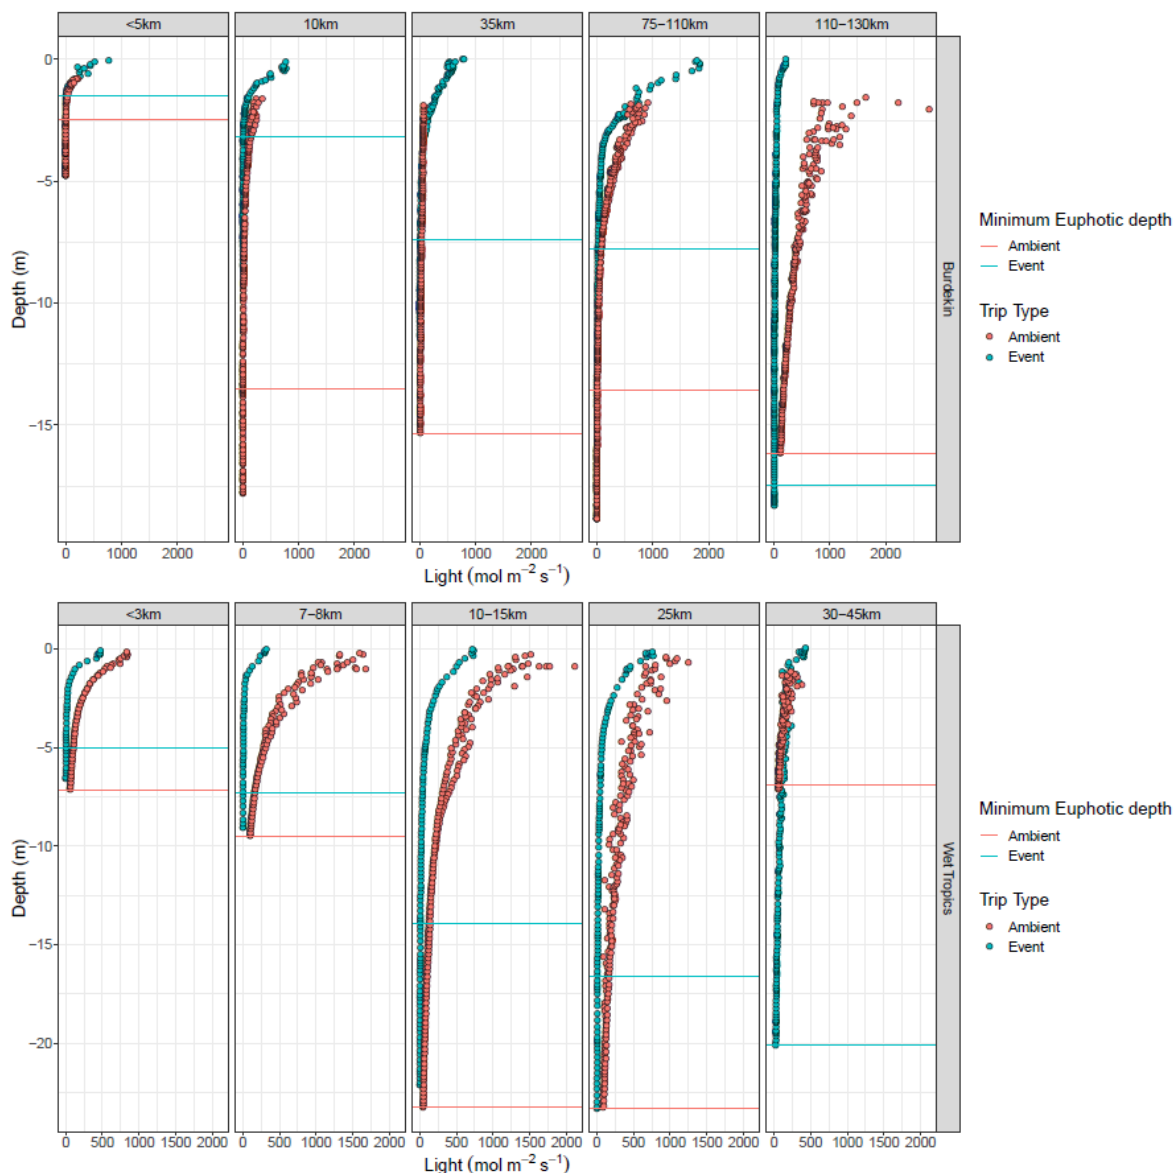 <5km 10km 35km 75−110km 110−130km
0
−5
−10
−15
Depth (m)
Burdekin
0 1000 2000 0 1000 2000 0 1000 2000 0 1000 2000 0 1000 2000
Light (mol m⁻² s⁻¹)
Minimum Euphotic depth
Ambient
Event
Trip Type
Ambient
Event
<3km 7−8km 10−15km 25km 30−45km
0
−5
−10
−15
−20
Depth (m)
Wet Tropics
0 500 1000 1500 2000 0 500 1000 1500 2000 0 500 1000 1500 2000 0 500 1000 1500 2000 0 500 1000 1500 2000
Light (mol m⁻² s⁻¹)
Minimum Euphotic depth
Ambient
Event
Trip Type
Ambient
Event